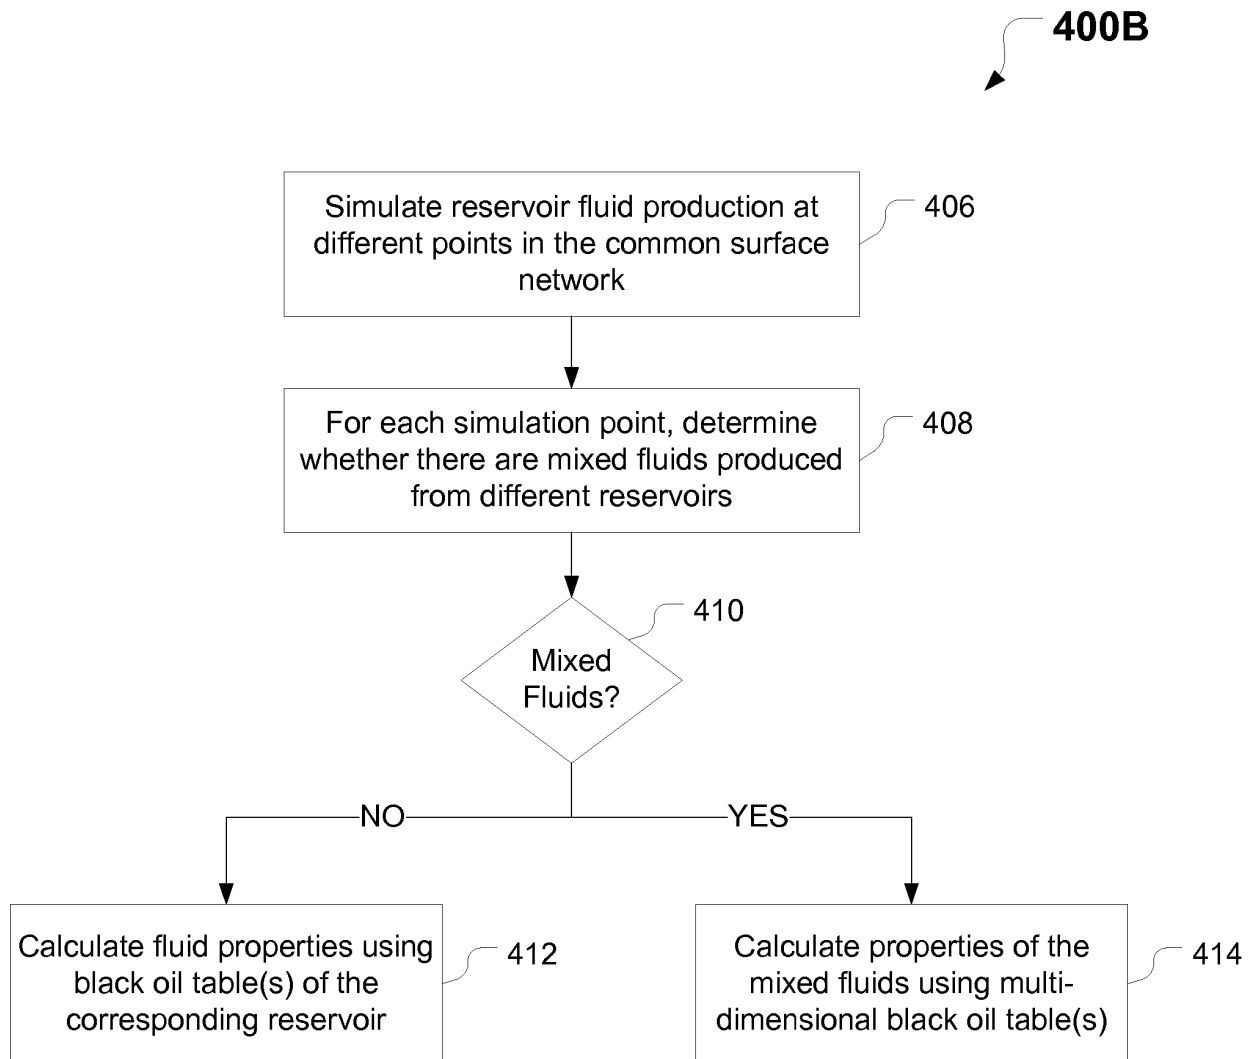 400B
Simulate reservoir fluid production at
different points in the common surface
network
406
For each simulation point, determine
whether there are mixed fluids produced
from different reservoirs
408
410
Mixed
Fluids?
NO
YES
Calculate fluid properties using
black oil table(s) of the
corresponding reservoir
412
Calculate properties of the
mixed fluids using multi-
dimensional black oil table(s)
414